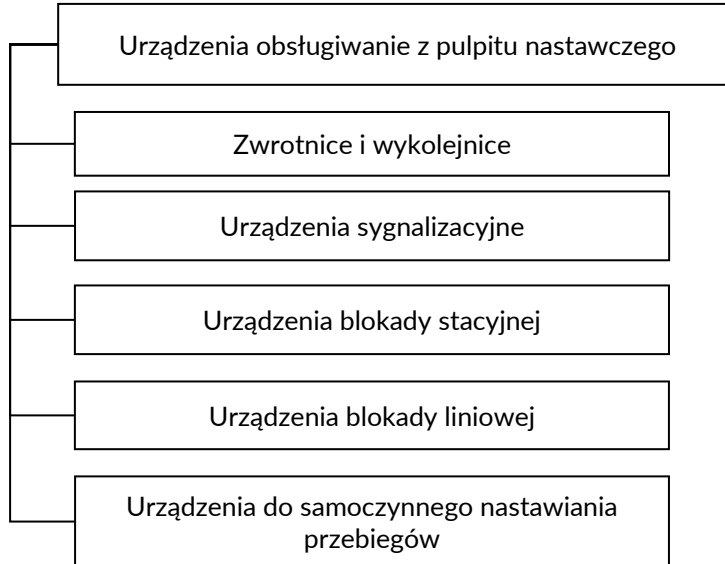 Urządzenia obsługiwanie z pulpitu nastawczego
Zwrotnice i wykolejnice
Urządzenia sygnalizacyjne
Urządzenia blokady stacyjnej
Urządzenia blokady liniowej
Urządzenia do samoczynnego nastawiania
przebiegów